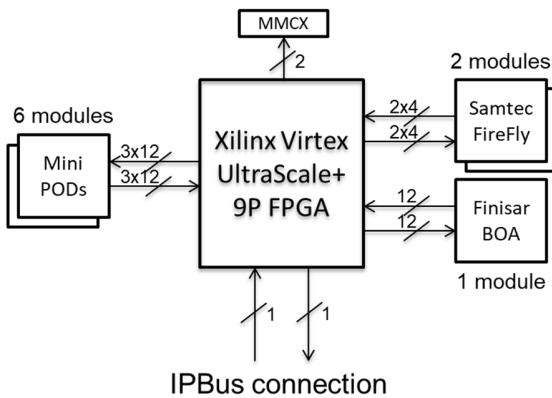 MMCX
2
6 modules
2 modules
Mini
PODs
3x12
3x12
Xilinx Virtex
UltraScale+
9P FPGA
2x4
2x4
Samtec
FireFly
12
12
Finisar
BOA
1 module
1
1
IPBus connection